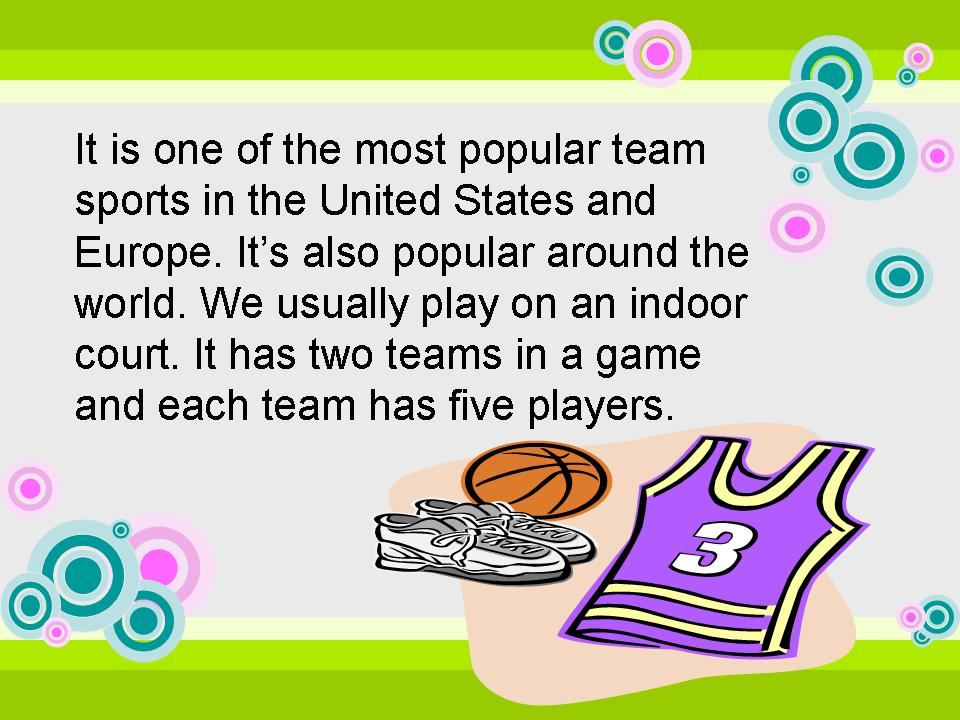 It is one of the most popular team
sports in the United States and
Europe. It’s also popular around the
world. We usually play on an indoor
court. It has two teams in a game
and each team has five players.
3